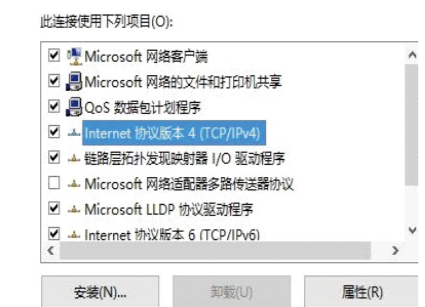 此连接使用下列项目(O):
Microsoft 网络客户端
Microsoft 网络的文件和打印机共享
QoS 数据包计划程序
Internet 协议版本 4 (TCP/IPv4)
链路层拓扑发现映射器 I/O 驱动程序
Microsoft 网络适配器多路传送器协议
Microsoft LLDP 协议驱动程序
Internet 协议版本 6 (TCP/IPv6)
安装(N)... 卸载(U) 属性(R)